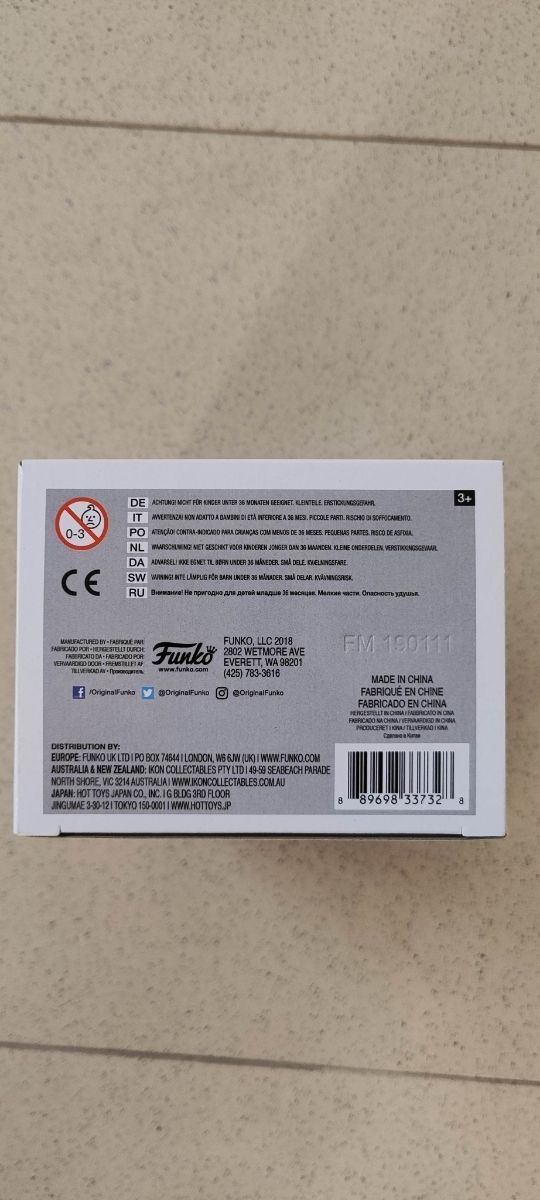 3+
0-3
DE ACHTUNG! NICHT FÜR KINDER UNTER 36 MONATEN GEEIGNET. KLEINTEILE. ERSTICKUNGSGEFAHR.
IT AVVERTENZA! NON ADATTO A BAMBINI DI ETÀ INFERIORE A 36 MESI. PICCOLE PARTI. RISCHIO DI SOFFOCAMENTO.
PO ATENÇÃO! CONTRA-INDICADO PARA CRIANÇAS COM MENOS DE 36 MESES. PEQUENAS PARTES. RISCO DE ASFIXIA.
NL WAARSCHUWING! NIET GESCHIKT VOOR KINDEREN JONGER DAN 36 MAANDEN. KLEINE ONDERDELEN. VERSTIKKINGSGEVAAR.
DA ADVARSEL! IKKE EGNET TIL BØRN UNDER 36 MÅNEDER. SMÅ DELE. KVÆLNINGSFARE.
SW VARNING! INTE LÄMPLIG FÖR BARN UNDER 36 MÅNADER. SMÅ DELAR. KVÄVNINGSRISK.
RU Внимание! Не пригодно для детей младше 36 месяцев. Мелкие части. Опасность удушья.
CE
MANUFACTURED BY • FABRIQUÉ PAR
FABRICADO POR • HERGESTELLT DURCH:
FABBRICATO DA • FABRICADO POR:
VERVAARDIGD DOOR • FREMSTILLET AF
TILLVERKAD AV • Производитель
Funko
www.funko.com
FUNKO, LLC 2018
2802 WETMORE AVE
EVERETT, WA 98201
(425) 783-3616
FM 190111
/OriginalFunko @OriginalFunko @OriginalFunko
MADE IN CHINA
FABRIQUÉ EN CHINE
FABRICADO EN CHINA
HERGESTELLT IN CHINA / FABBRICATO IN CINA
FABRICADO NA CHINA / VERVAARDIGD IN CHINA
PRODUCERET I KINA / TILLVERKAD I KINA
Сделано в Китае
DISTRIBUTION BY:
EUROPE: FUNKO UK LTD I PO BOX 74644 I LONDON, W6 6JW (UK) I WWW.FUNKO.COM
AUSTRALIA & NEW ZEALAND: IKON COLLECTABLES PTY LTD I 49-59 SEABEACH PARADE
NORTH SHORE, VIC 3214 AUSTRALIA I WWW.IKONCOLLECTABLES.COM.AU
JAPAN: HOT TOYS JAPAN CO., INC. I G BLDG 3RD FLOOR
JINGUMAE 3-30-12 I TOKYO 150-0001 I WWW.HOTTOYS.JP
8 89698 33732 8